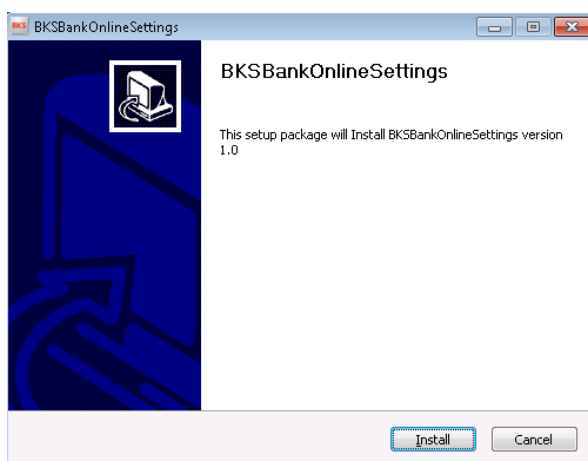 BKS BKSBankOnlineSettings
BKSBankOnlineSettings
This setup package will Install BKSBankOnlineSettings version
1.0
Install Cancel